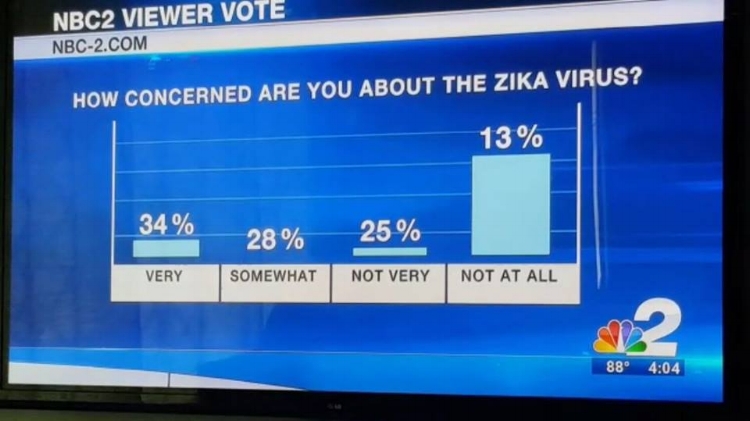 NBC2 VIEWER VOTE
NBC-2.COM
HOW CONCERNED ARE YOU ABOUT THE ZIKA VIRUS?
34% 28% 25% 13%
VERY SOMEWHAT NOT VERY NOT AT ALL
2
88° 4:04